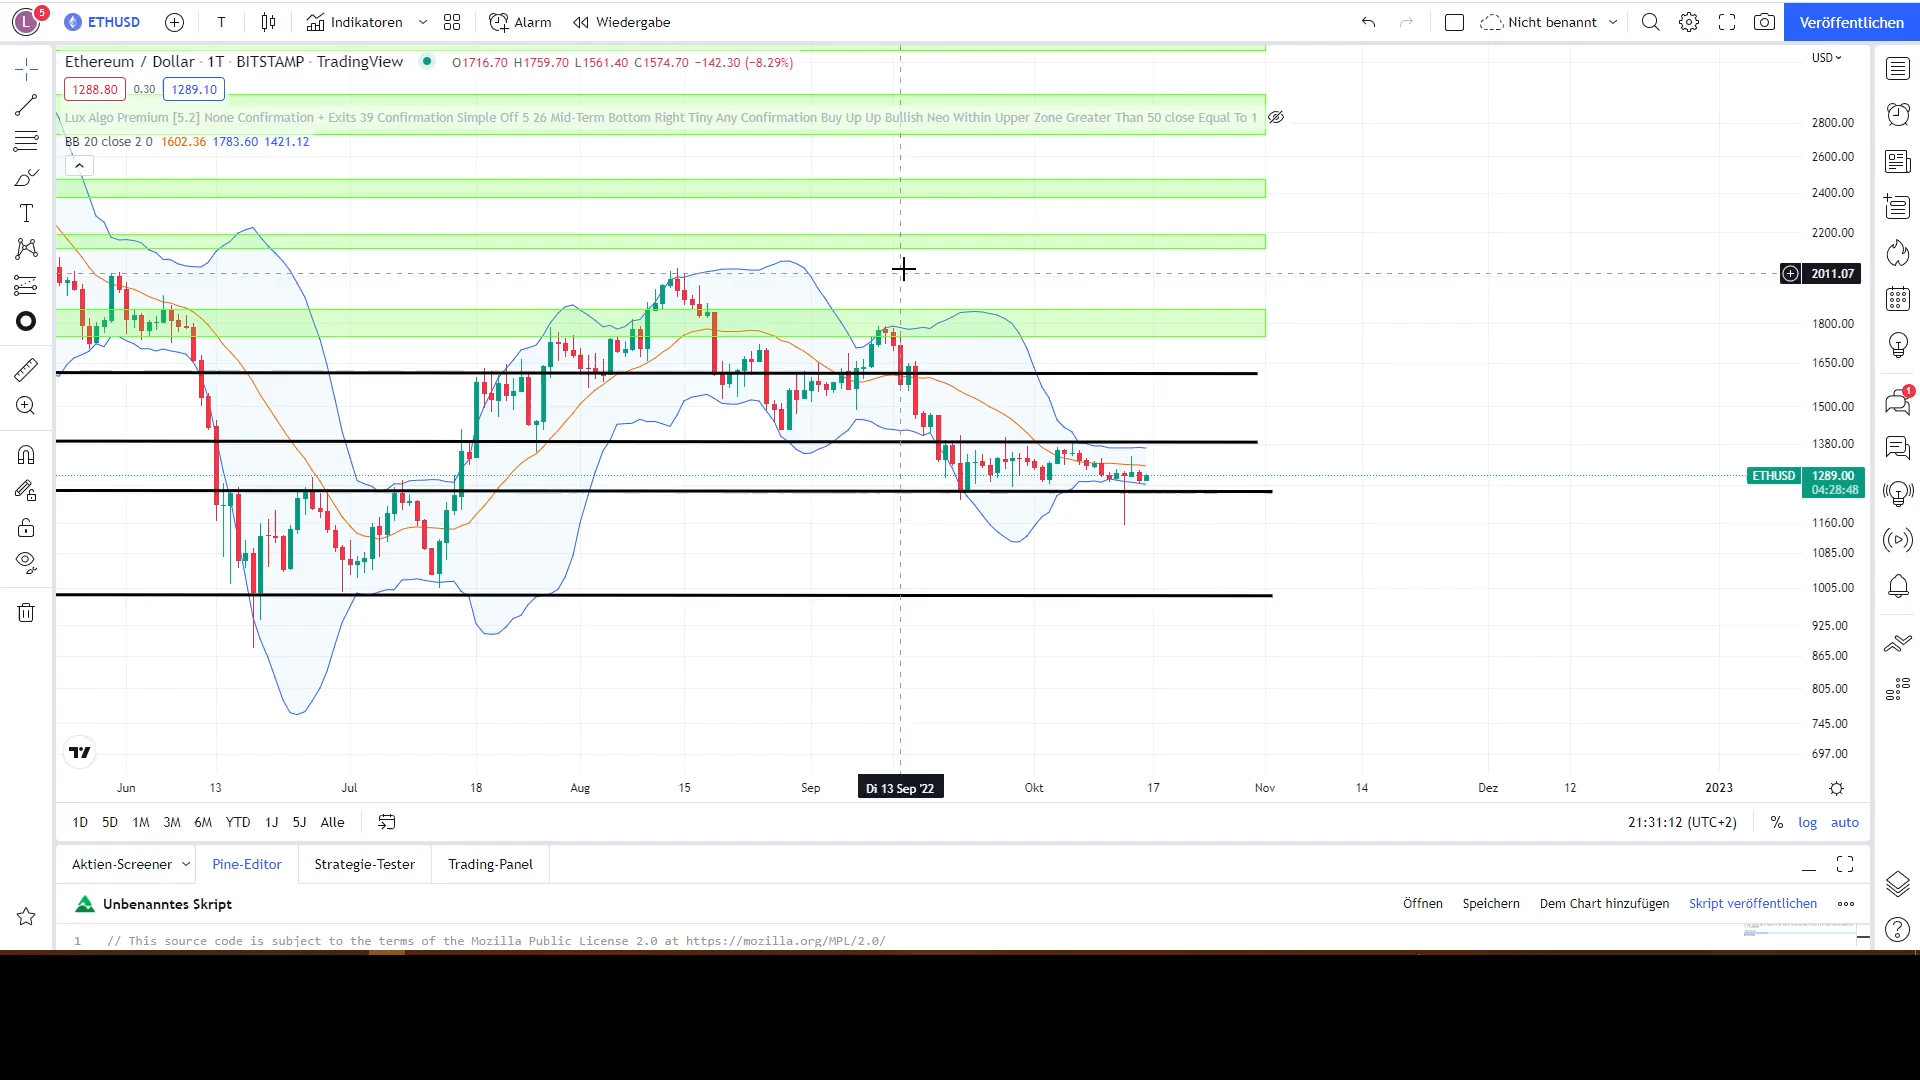 L 5 ETHUSD T Indikatoren Alarm Wiedergabe Nicht benannt Veröffentlichen
Ethereum / Dollar · 1T · BITSTAMP · TradingView O1716.70 H1759.70 L1561.40 C1574.70 −142.30 (−8.29%)
USD
1288.80 0.30 1289.10
Lux Algo Premium [5.2] None Confirmation + Exits 39 Confirmation Simple Off 5 26 Mid-Term Bottom Right Tiny Any Confirmation Buy Up Up Bullish Neo Within Upper Zone Greater Than 50 close Equal To 1
BB 20 close 2 0 1602.36 1783.60 1421.12
2800.00
2600.00
2400.00
2200.00
2011.07
1800.00
1650.00
1
1500.00
1380.00
ETHUSD 1289.00
04:28:48
1160.00
1085.00
1005.00
925.00
865.00
805.00
745.00
697.00
Jun 13 Jul 18 Aug 15 Sep Di 13 Sep '22 Okt 17 Nov 14 Dez 12 2023
1D 5D 1M 3M 6M YTD 1J 5J Alle 21:31:12 (UTC+2) % log auto
Aktien-Screener Pine-Editor Strategie-Tester Trading-Panel
Unbenanntes Skript Öffnen Speichern Dem Chart hinzufügen Skript veröffentlichen
1 // This source code is subject to the terms of the Mozilla Public License 2.0 at https://mozilla.org/MPL/2.0/